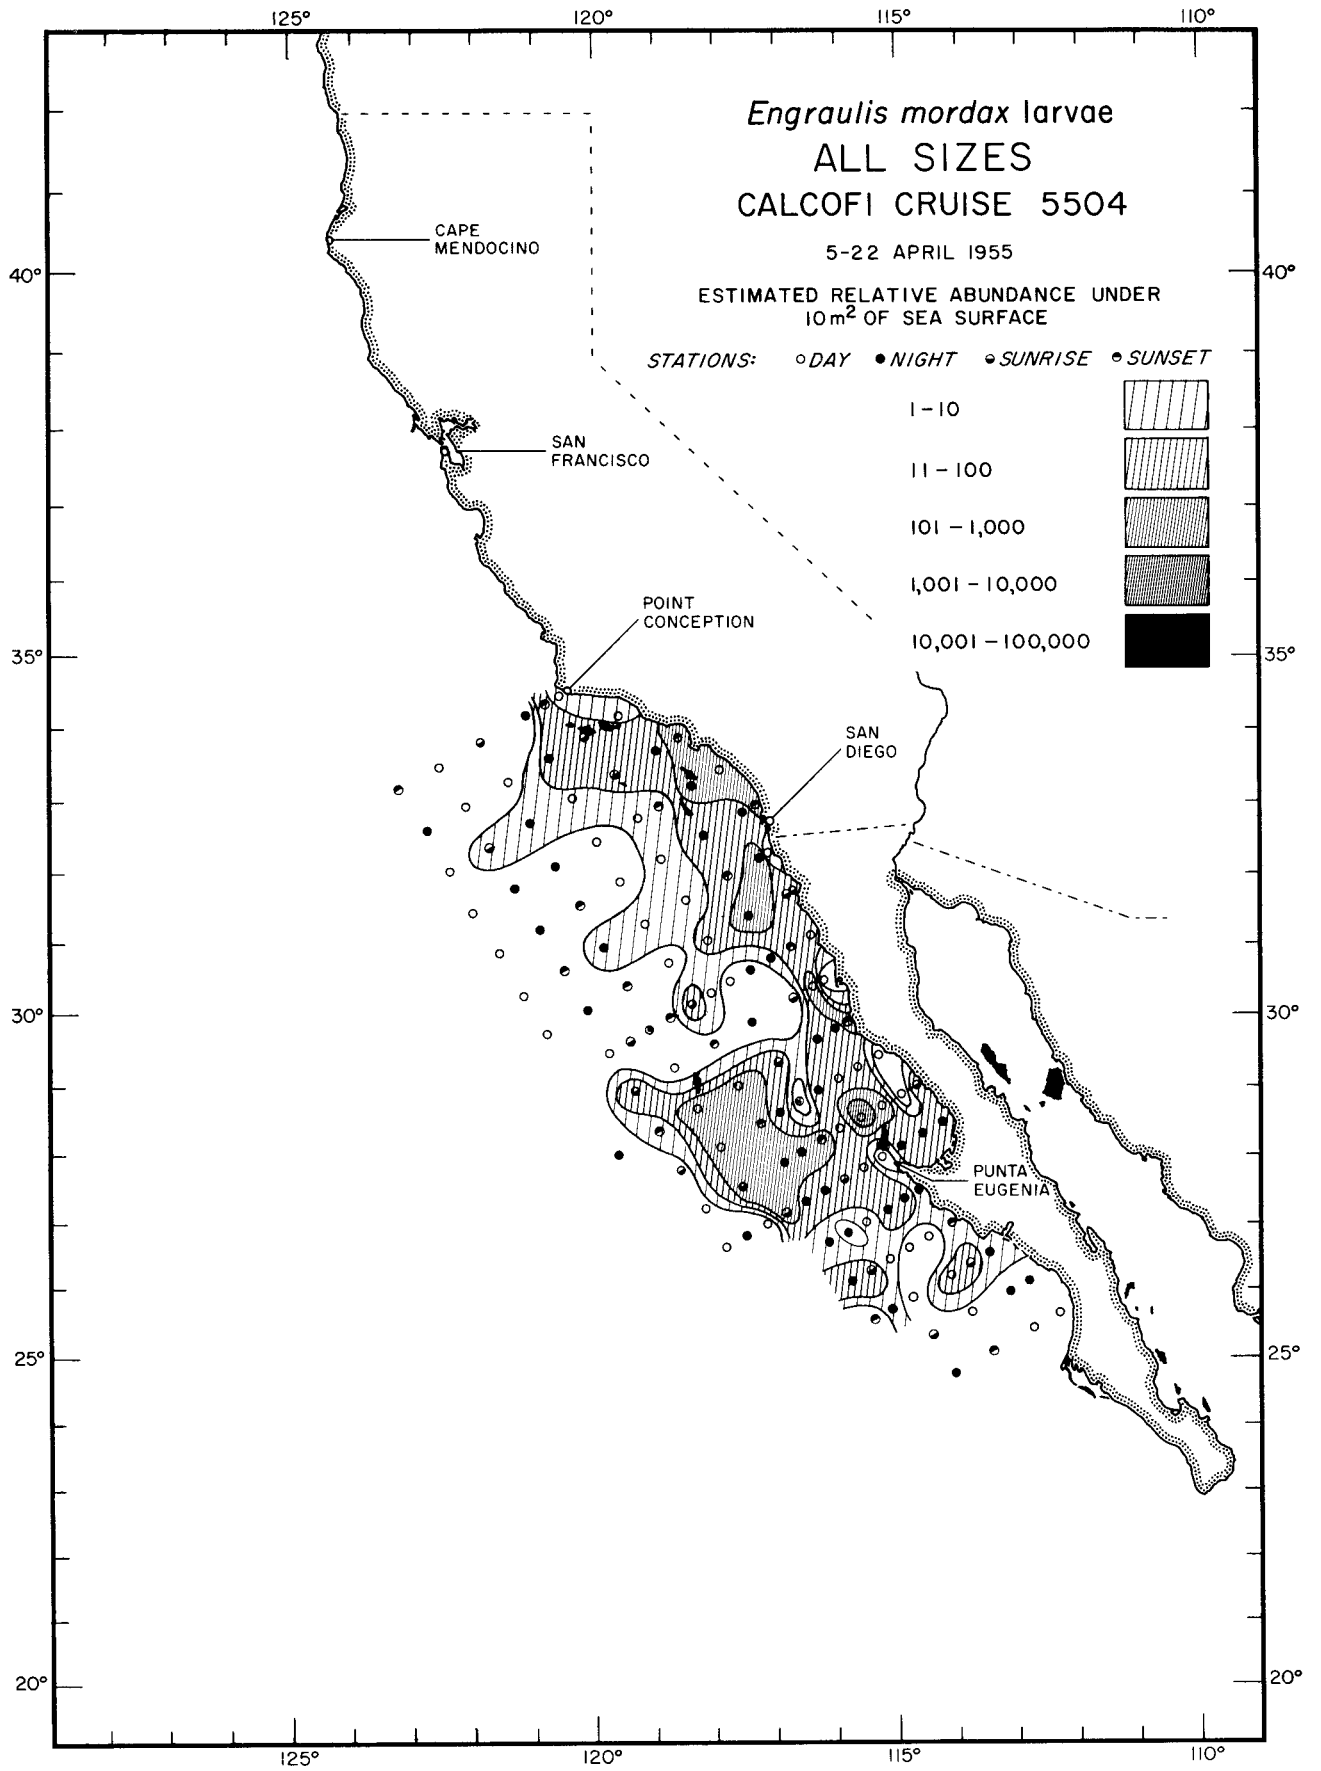 125° 120° 115° 110°
Engraulis mordax larvae
ALL SIZES
CALCOFI CRUISE 5504
5-22 APRIL 1955
ESTIMATED RELATIVE ABUNDANCE UNDER
10m² OF SEA SURFACE
STATIONS: ○DAY ●NIGHT SUNRISE SUNSET
1-10
11-100
101-1,000
1,001-10,000
10,001-100,000
CAPE
MENDOCINO
40° 40°
SAN
FRANCISCO
POINT
CONCEPTION
35° 35°
SAN
DIEGO
30° 30°
PUNTA
EUGENIA
25° 25°
20° 20°
125° 120° 115° 110°